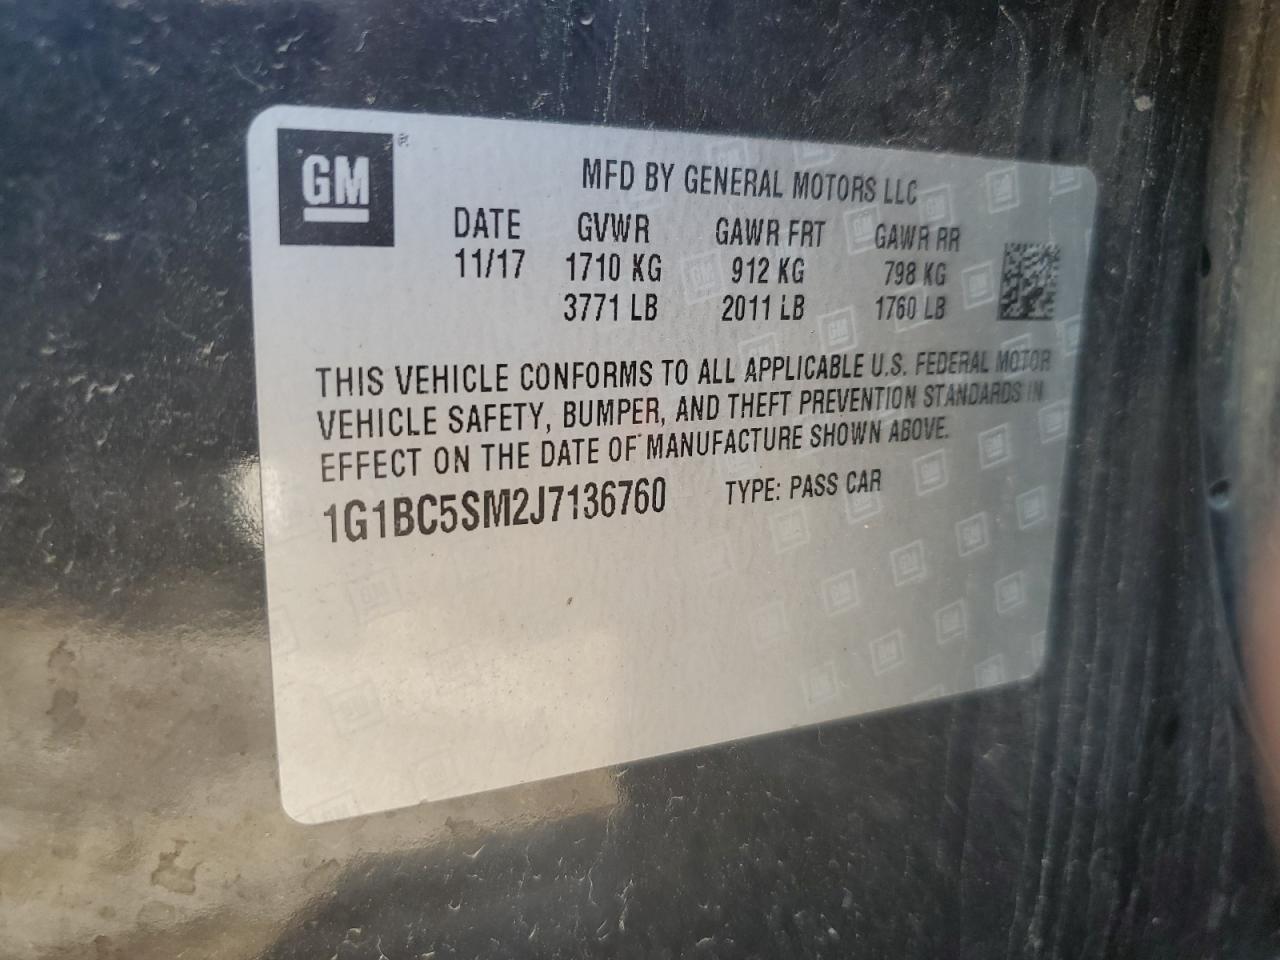 GM
MFD BY GENERAL MOTORS LLC
DATE GVWR GAWR FRT GAWR RR
11/17 1710 KG 912 KG 798 KG
3771 LB 2011 LB 1760 LB
THIS VEHICLE CONFORMS TO ALL APPLICABLE U.S. FEDERAL MOTOR
VEHICLE SAFETY, BUMPER, AND THEFT PREVENTION STANDARDS IN
EFFECT ON THE DATE OF MANUFACTURE SHOWN ABOVE.
1G1BC5SM2J7136760 TYPE: PASS CAR